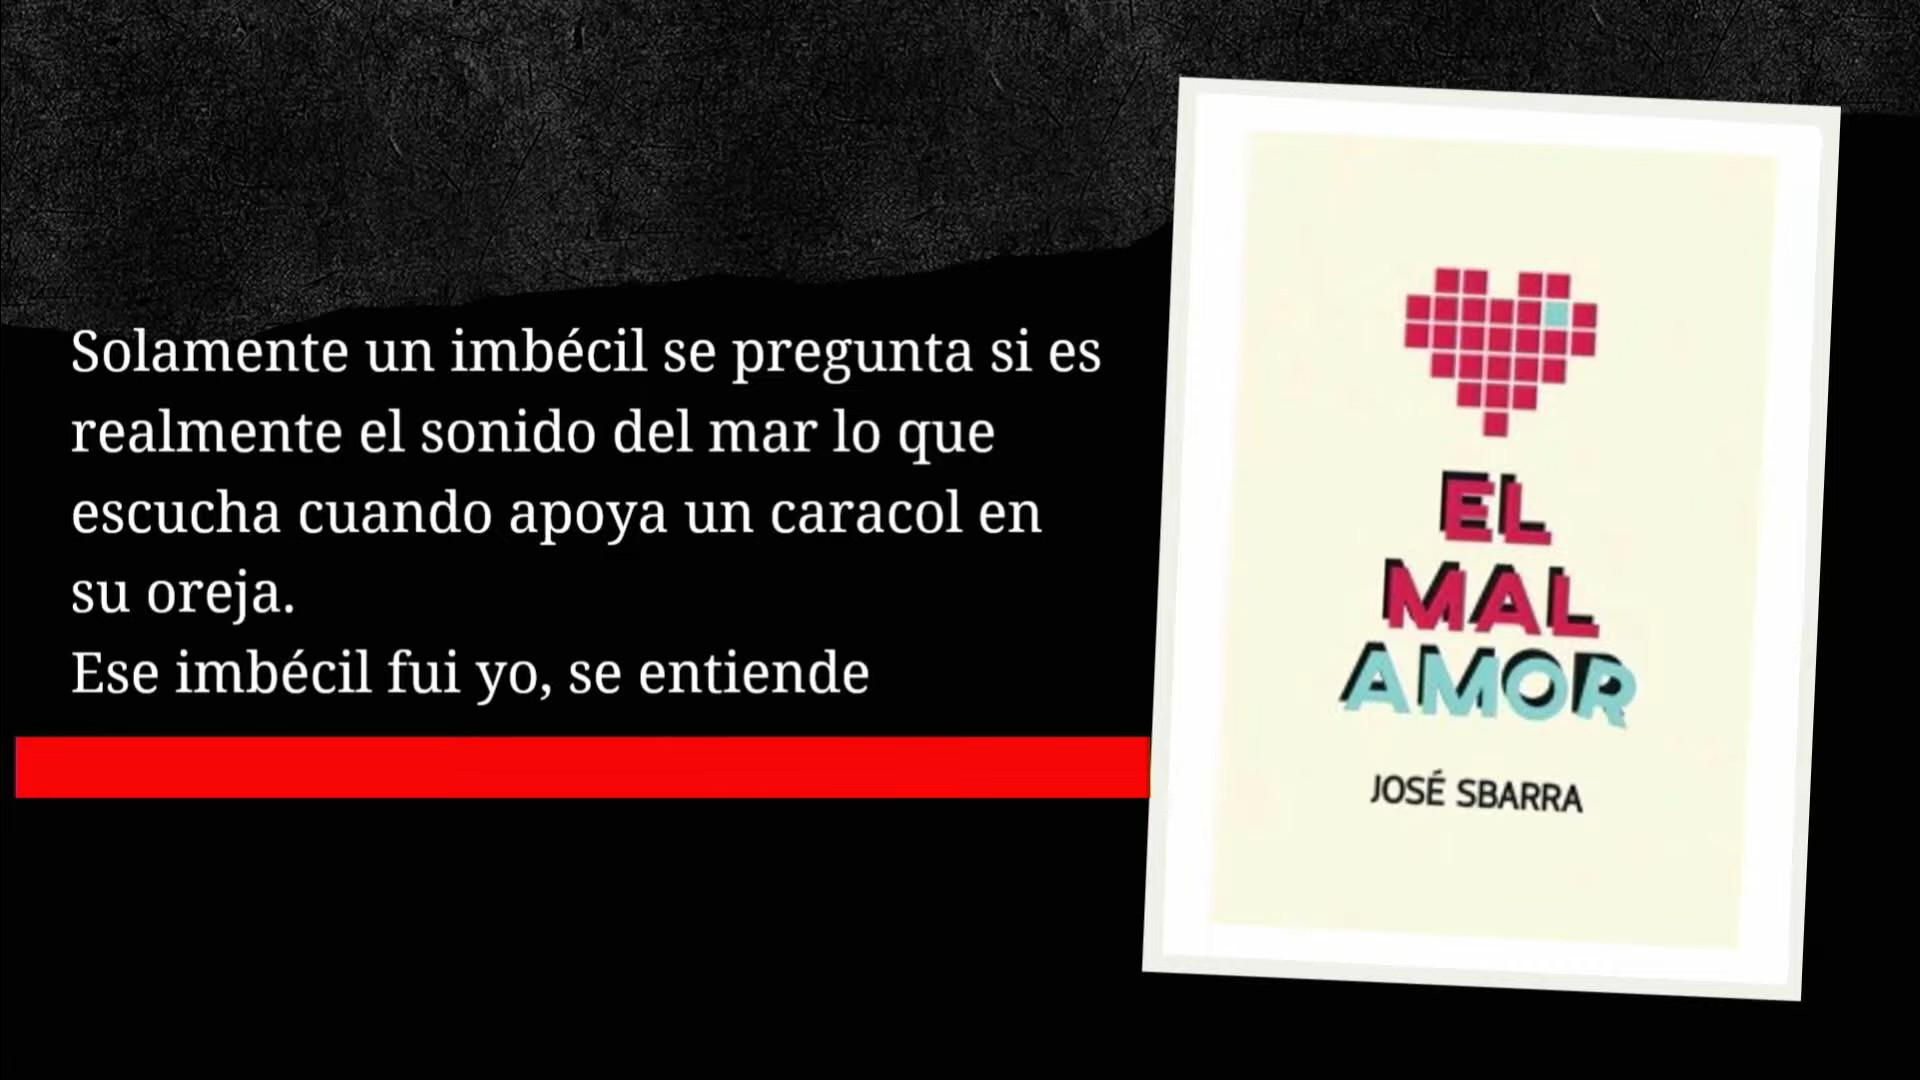 Solamente un imbécil se pregunta si es
realmente el sonido del mar lo que
escucha cuando apoya un caracol en
su oreja.
Ese imbécil fui yo, se entiende
EL
MAL
AMOR
JOSÉ SBARRA